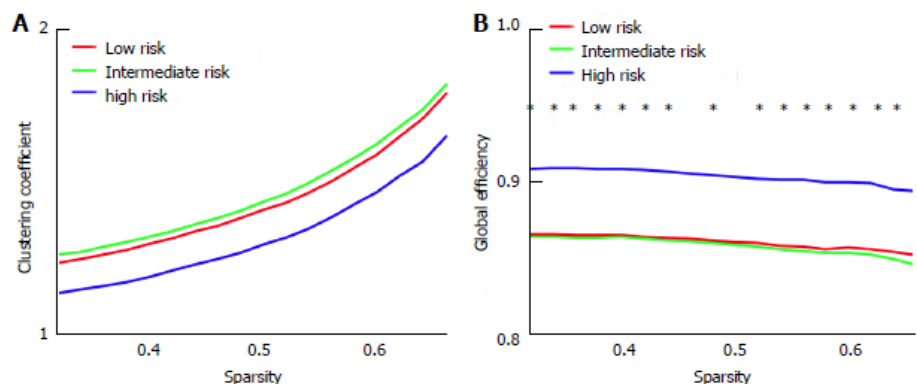 A
2
Low risk
Intermediate risk
high risk
Clustering coefficient
1
0.4
0.5
0.6
Sparsity
B
1.0
Low risk
Intermediate risk
High risk
* * * * * * * * * * * * * * *
0.9
Global efficiency
0.8
0.4
0.5
0.6
Sparsity